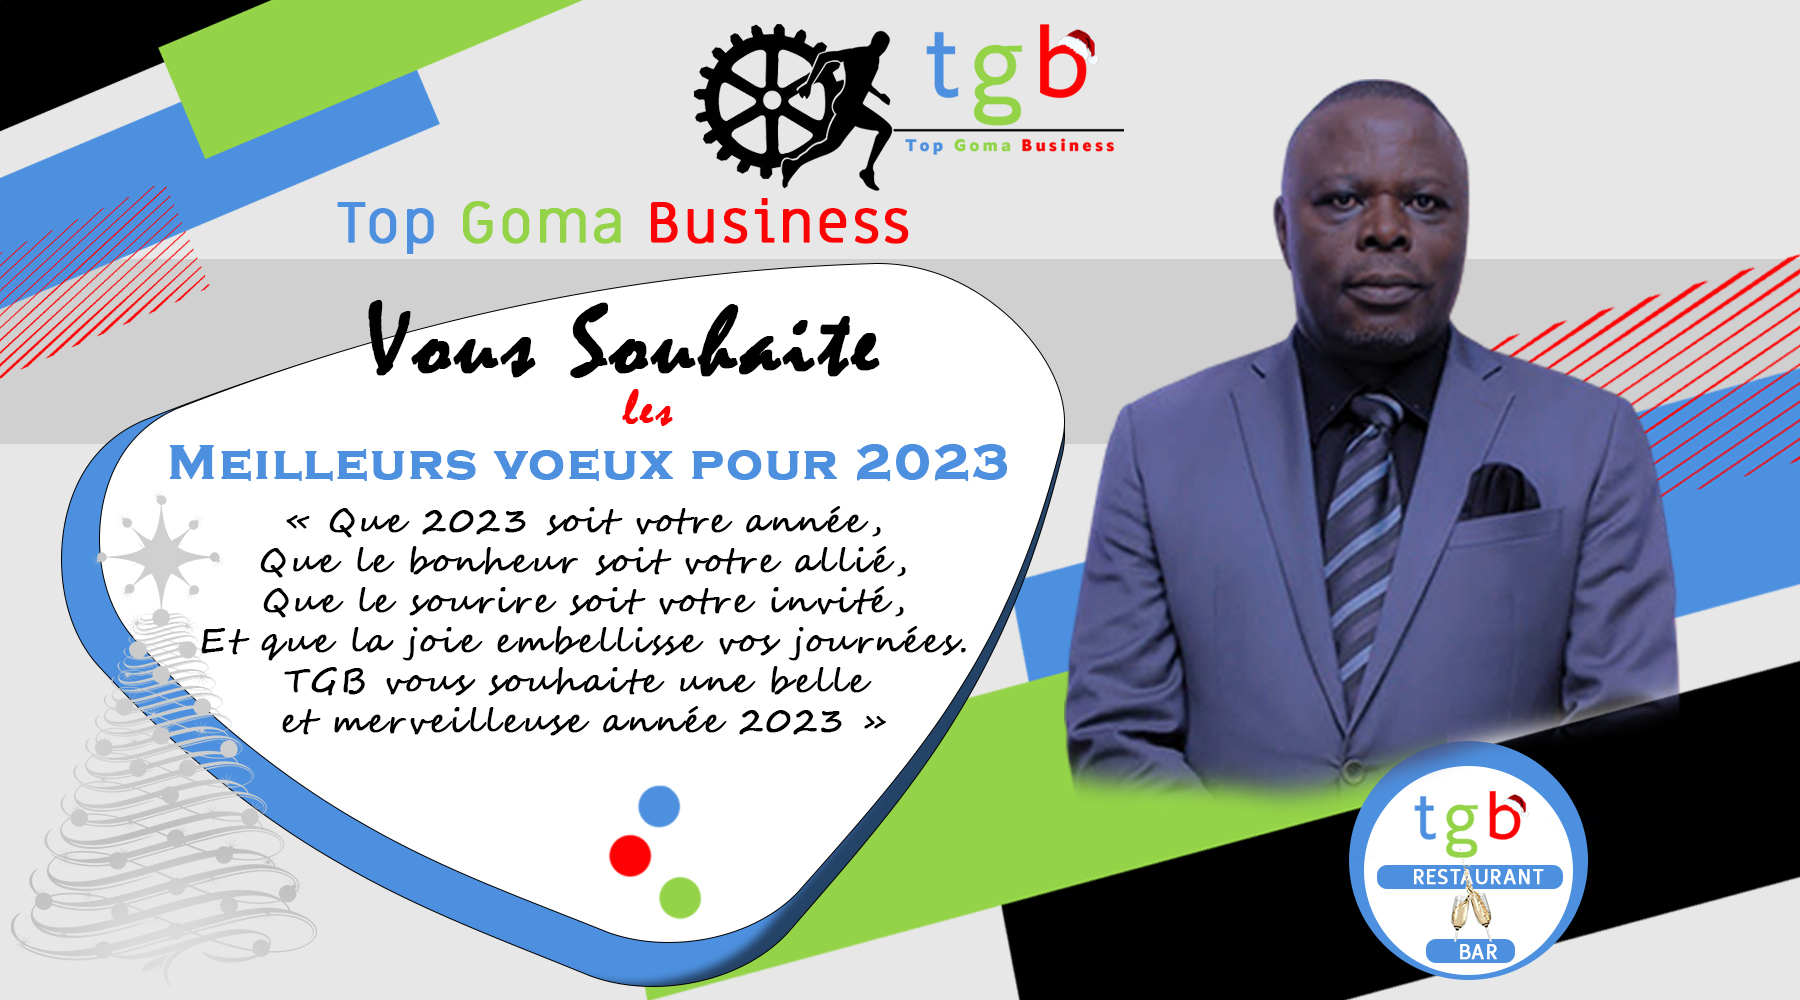 tgb
Top Goma Business
Top Goma Business
Vous Souhaite
les
MEILLEURS VOEUX POUR 2023
« Que 2023 soit votre année,
Que le bonheur soit votre allié,
Que le sourire soit votre invité,
Et que la joie embellisse vos journées.
TGB vous souhaite une belle
et merveilleuse année 2023 »
tgb
RESTAURANT
BAR